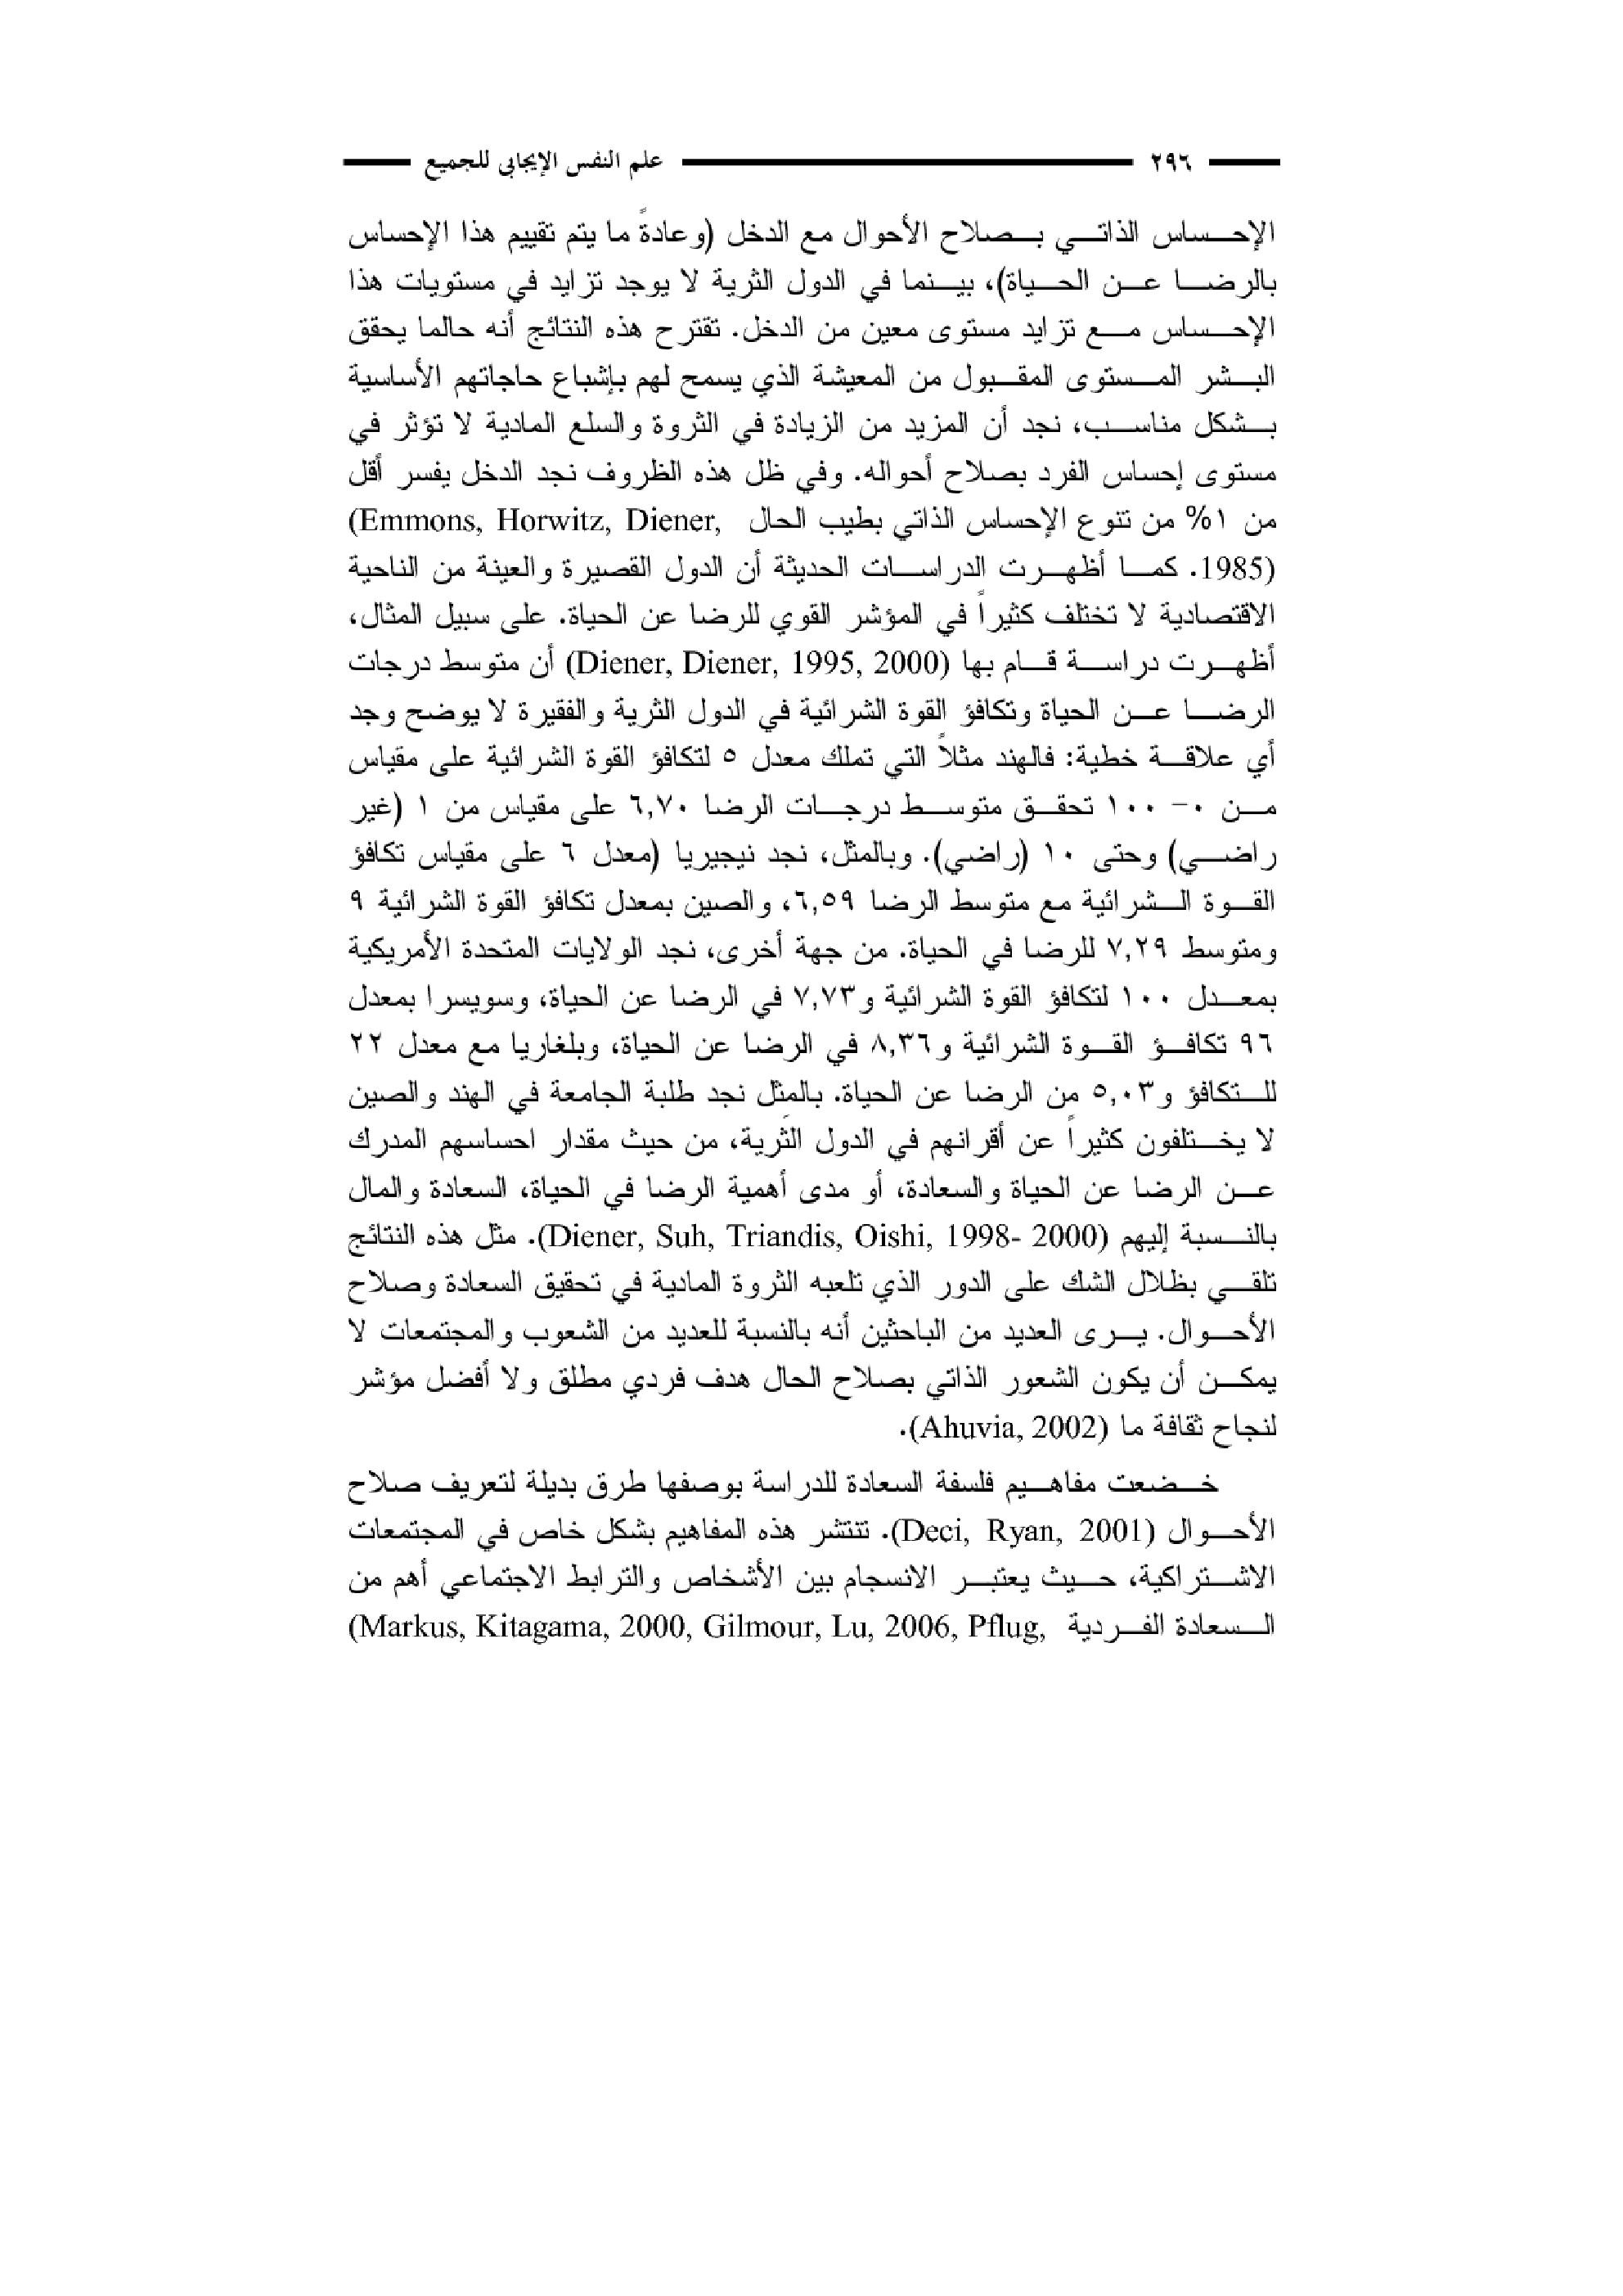 ٢٩٦ علم النفس الإيجابي للجميع
الإحساس الذاتي بصلاح الأحوال مع الدخل (وعادةً ما يتم تقييم هذا الإحساس
بالرضا عن الحياة)، بينما في الدول الثرية لا يوجد تزايد في مستويات هذا
الإحساس مع تزايد مستوى معين من الدخل. تقترح هذه النتائج أنه حالما يحقق
البشر المستوى المقبول من المعيشة الذي يسمح لهم بإشباع حاجاتهم الأساسية
بشكل مناسب، نجد أن المزيد من الزيادة في الثروة والسلع المادية لا تؤثر في
مستوى إحساس الفرد بصلاح أحواله. وفي ظل هذه الظروف نجد الدخل يفسر أقل
من ١% من تنوع الإحساس الذاتي بطيب الحال (Emmons, Horwitz, Diener,
1985). كما أظهرت الدراسات الحديثة أن الدول القصيرة والعينة من الناحية
الاقتصادية لا تختلف كثيراً في المؤشر القوي للرضا عن الحياة. على سبيل المثال،
أظهرت دراسة قام بها (Diener, Diener, 1995, 2000) أن متوسط درجات
الرضا عن الحياة وتكافؤ القوة الشرائية في الدول الثرية والفقيرة لا يوضح وجد
أي علاقة خطية: فالهند مثلاً التي تملك معدل ٥ لتكافؤ القوة الشرائية على مقياس
من ٠– ١٠٠ تحقق متوسط درجات الرضا ٦,٧٠ على مقياس من ١ (غير
راضي) وحتى ١٠ (راضي). وبالمثل، نجد نيجيريا (معدل ٦ على مقياس تكافؤ
القوة الشرائية مع متوسط الرضا ٦,٥٩، والصين بمعدل تكافؤ القوة الشرائية ٩
ومتوسط ٧,٢٩ للرضا في الحياة. من جهة أخرى، نجد الولايات المتحدة الأمريكية
بمعدل ١٠٠ لتكافؤ القوة الشرائية و٧,٧٣ في الرضا عن الحياة، وسويسرا بمعدل
٩٦ تكافؤ القوة الشرائية و٨,٣٦ في الرضا عن الحياة، وبلغاريا مع معدل ٢٢
للتكافؤ و٥,٠٣ من الرضا عن الحياة. بالمثل نجد طلبة الجامعة في الهند والصين
لا يختلفون كثيراً عن أقرانهم في الدول الثَرية، من حيث مقدار احساسهم المدرك
عن الرضا عن الحياة والسعادة، أو مدى أهمية الرضا في الحياة، السعادة والمال
بالنسبة إليهم (Diener, Suh, Triandis, Oishi, 1998- 2000). مثل هذه النتائج
تلقي بظلال الشك على الدور الذي تلعبه الثروة المادية في تحقيق السعادة وصلاح
الأحوال. يرى العديد من الباحثين أنه بالنسبة للعديد من الشعوب والمجتمعات لا
يمكن أن يكون الشعور الذاتي بصلاح الحال هدف فردي مطلق ولا أفضل مؤشر
لنجاح ثقافة ما (Ahuvia, 2002).
خضعت مفاهيم فلسفة السعادة للدراسة بوصفها طرق بديلة لتعريف صلاح
الأحوال (Deci, Ryan, 2001). تنتشر هذه المفاهيم بشكل خاص في المجتمعات
الاشتراكية، حيث يعتبر الانسجام بين الأشخاص والترابط الاجتماعي أهم من
السعادة الفردية (Markus, Kitagama, 2000, Gilmour, Lu, 2006, Pflug,